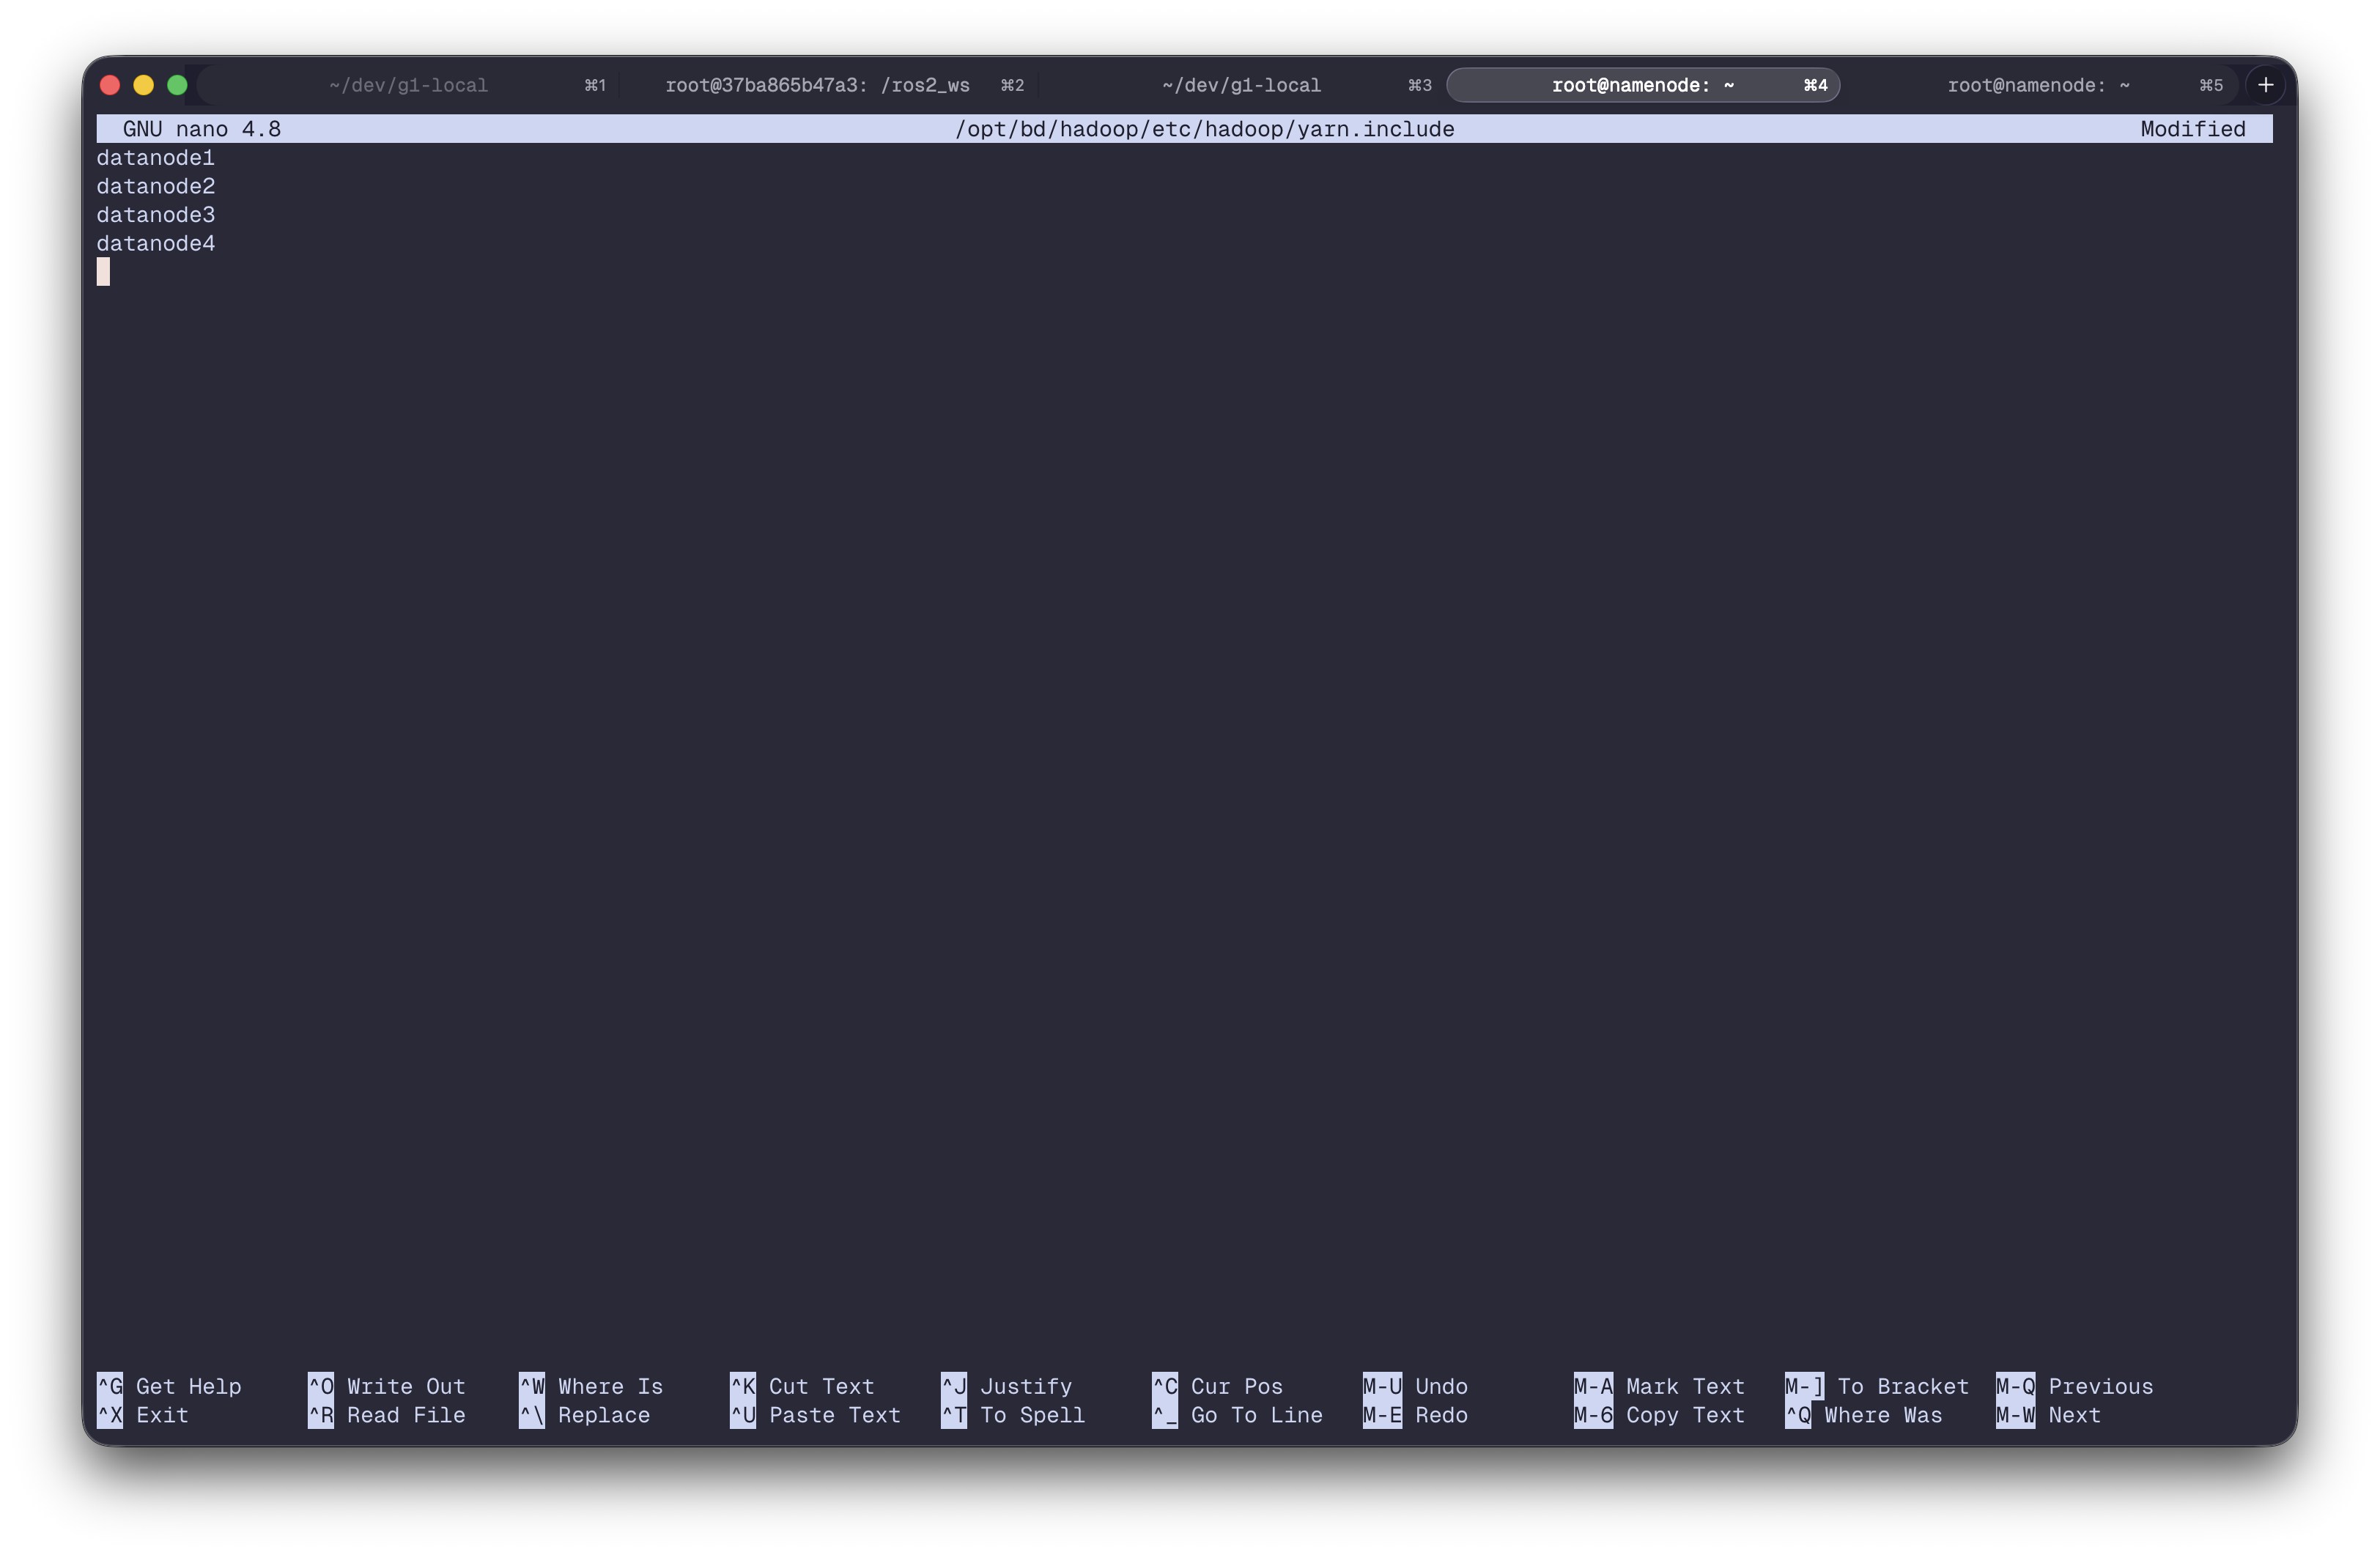 ~/dev/g1-local ⌘1 root@37ba865b47a3: /ros2_ws ⌘2 ~/dev/g1-local ⌘3 root@namenode: ~ ⌘4 root@namenode: ~ ⌘5 +
GNU nano 4.8 /opt/bd/hadoop/etc/hadoop/yarn.include Modified
datanode1
datanode2
datanode3
datanode4
^G Get Help ^O Write Out ^W Where Is ^K Cut Text ^J Justify ^C Cur Pos M-U Undo M-A Mark Text M-] To Bracket M-Q Previous
^X Exit ^R Read File ^\ Replace ^U Paste Text ^T To Spell ^_ Go To Line M-E Redo M-6 Copy Text ^Q Where Was M-W Next